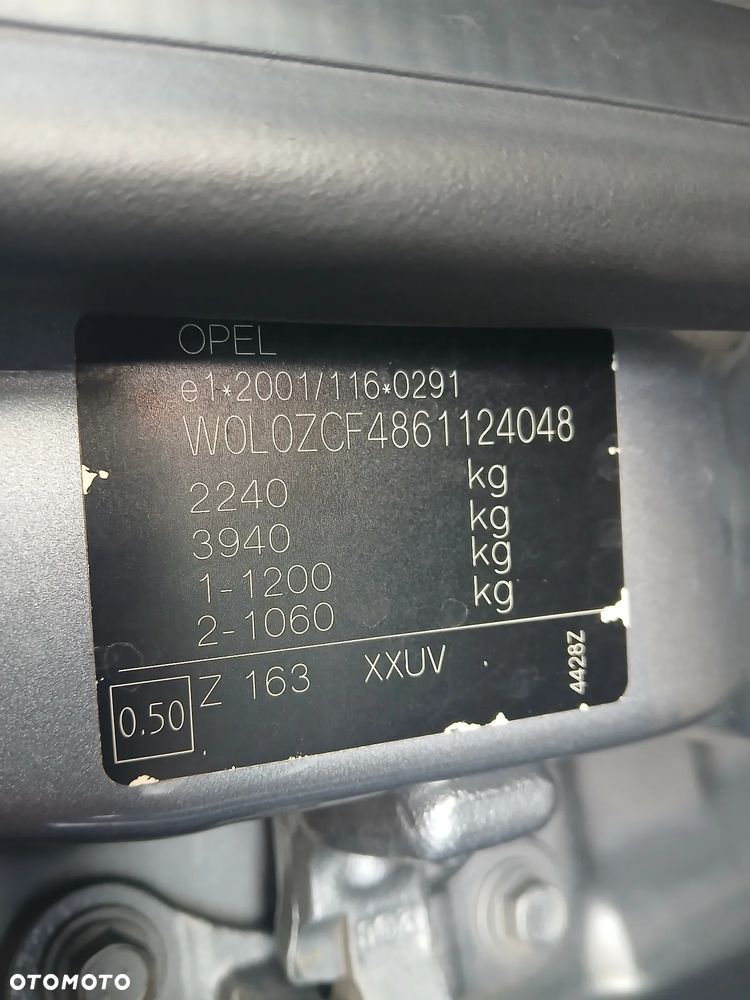 OPEL
e1*2001/116*0291
W0L0ZCF4861124048
2240 kg
3940 kg
1-1200 kg
2-1060 kg
0.50 Z 163 XXUV
4428Z
OTOMOTO